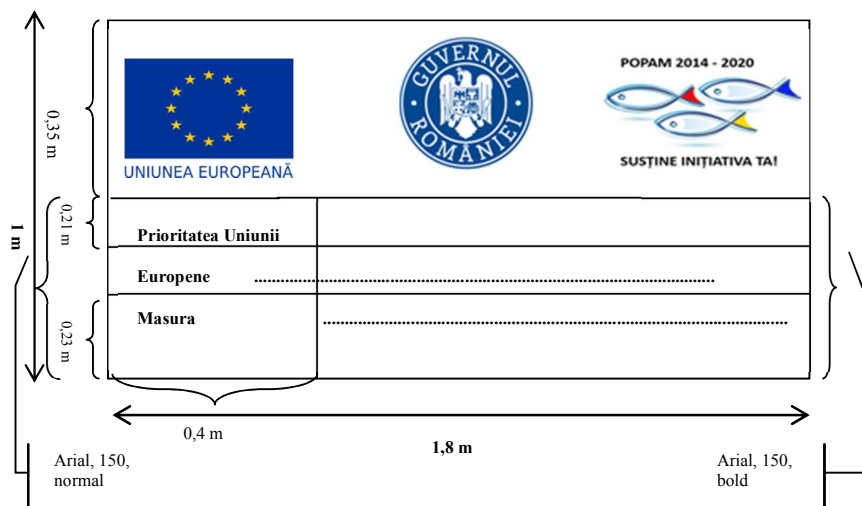 POPAM 2014 - 2020
GUVERNUL
ROMÂNIEI
UNIUNEA EUROPEANĂ
SUSȚINE INIȚIATIVA TA!
0,35 m
1 m
0,21 m
Prioritatea Uniunii
Europene ................................................
Masura ................................................
0,23 m
0,4 m
1,8 m
Arial, 150,
normal
Arial, 150,
bold